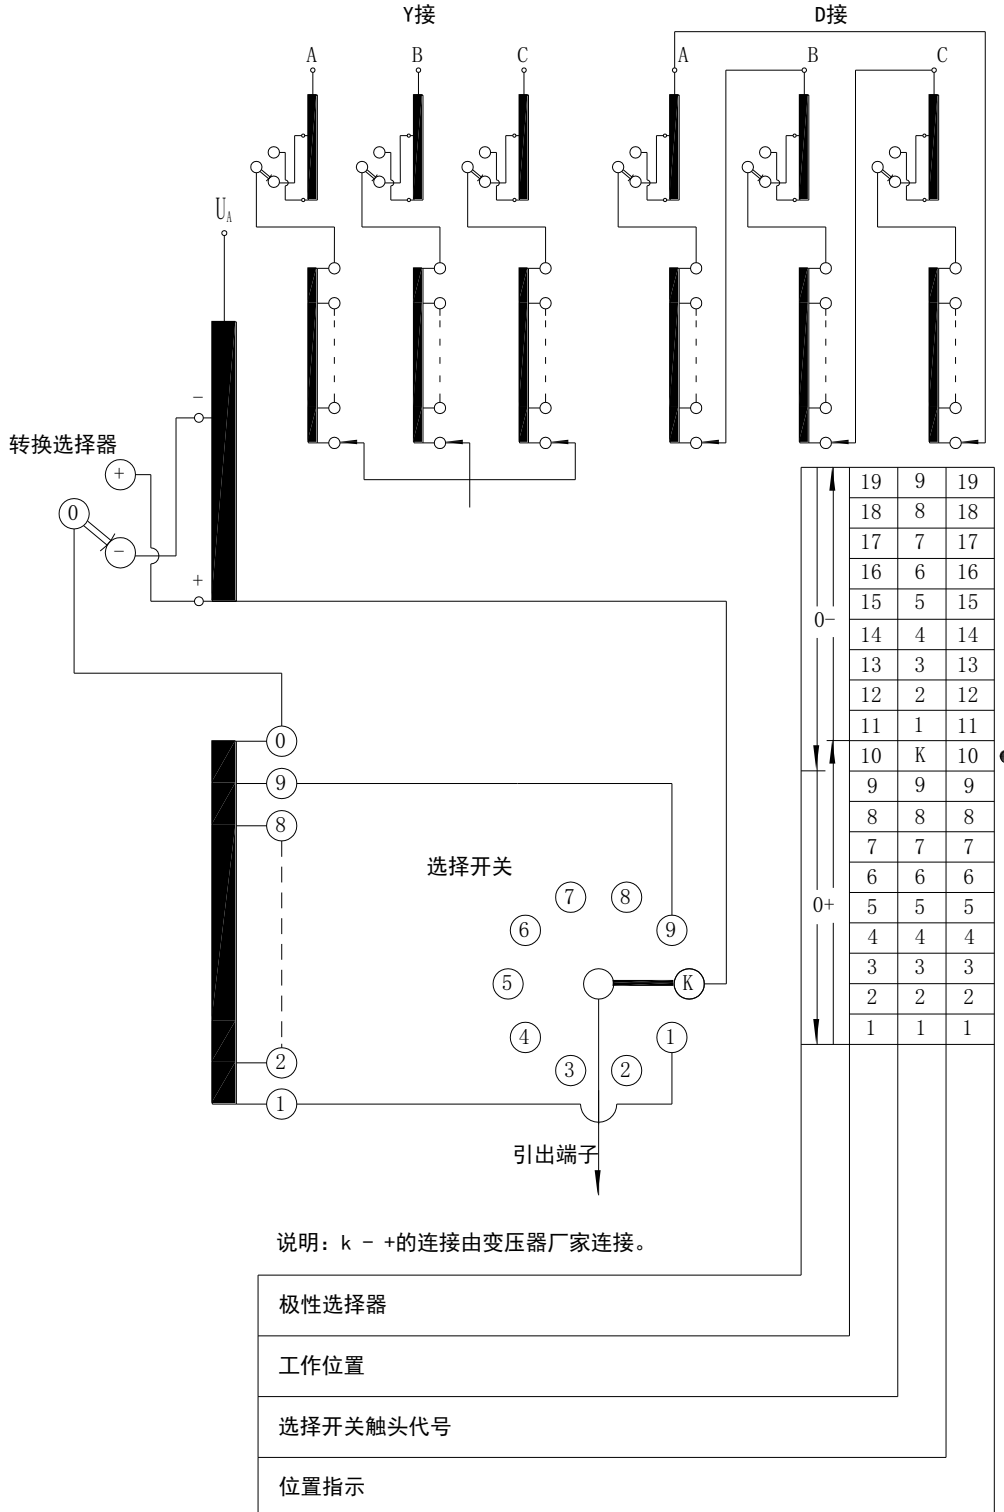 Y接 D接
A B C A B C
U_A
-
转换选择器
+
0
-
+
0
9
8
2
1
选择开关
7 8
6 9
5 K
4 1
3 2
引出端子
0-
0+
19 9 19
18 8 18
17 7 17
16 6 16
15 5 15
14 4 14
13 3 13
12 2 12
11 1 11
10 K 10
9 9 9
8 8 8
7 7 7
6 6 6
5 5 5
4 4 4
3 3 3
2 2 2
1 1 1
说明：k - +的连接由变压器厂家连接。
极性选择器
工作位置
选择开关触头代号
位置指示